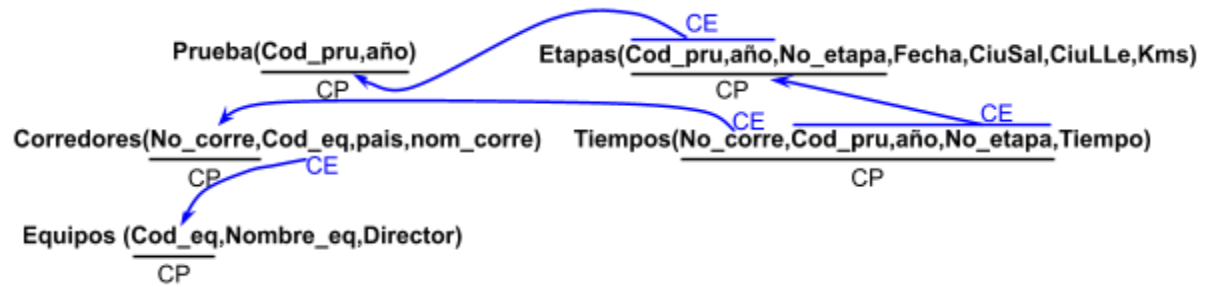 CE
Prueba(Cod_pru,año) Etapas(Cod_pru,año,No_etapa,Fecha,CiuSal,CiuLLe,Kms)
CP CP
CE CE
Corredores(No_corre,Cod_eq,pais,nom_corre) Tiempos(No_corre,Cod_pru,año,No_etapa,Tiempo)
CP CE CP
Equipos (Cod_eq,Nombre_eq,Director)
CP